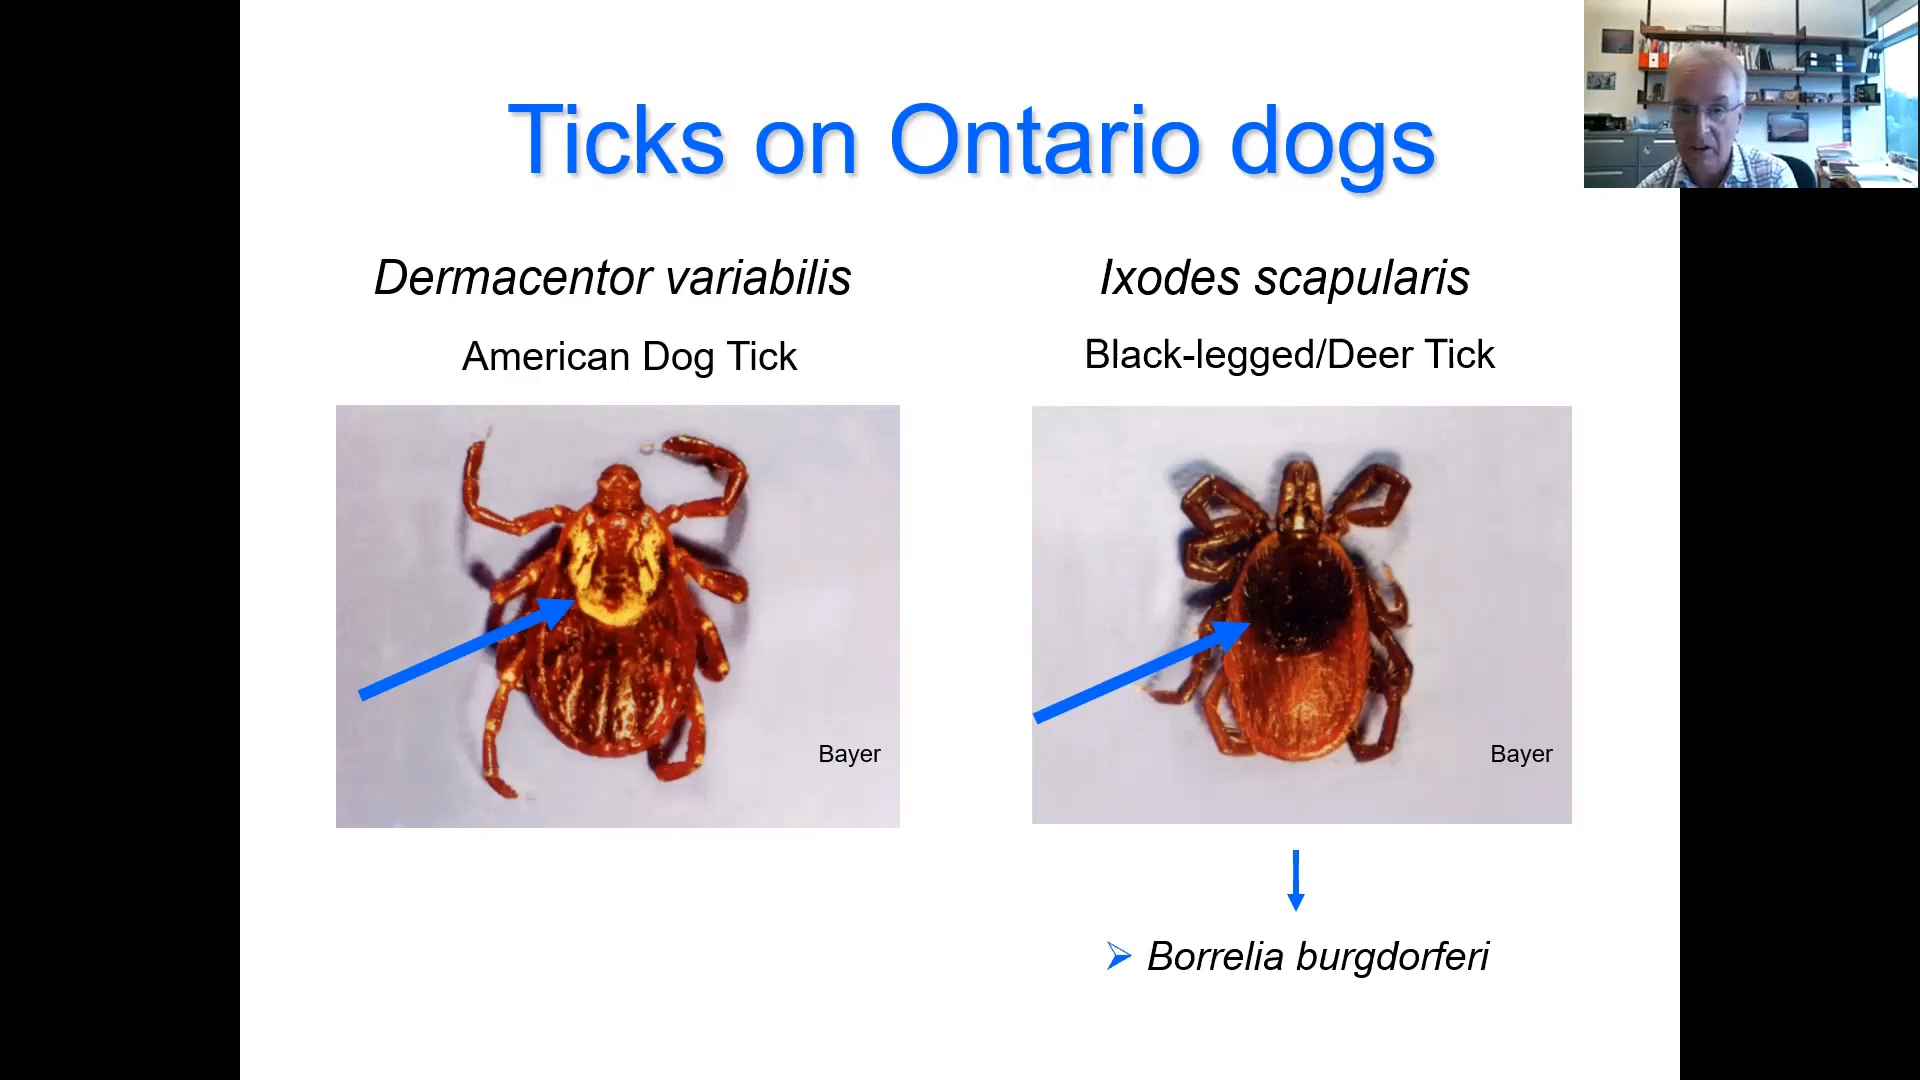 Ticks on Ontario dogs
Dermacentor variabilis
American Dog Tick
Bayer
Ixodes scapularis
Black-legged/Deer Tick
Bayer
Borrelia burgdorferi